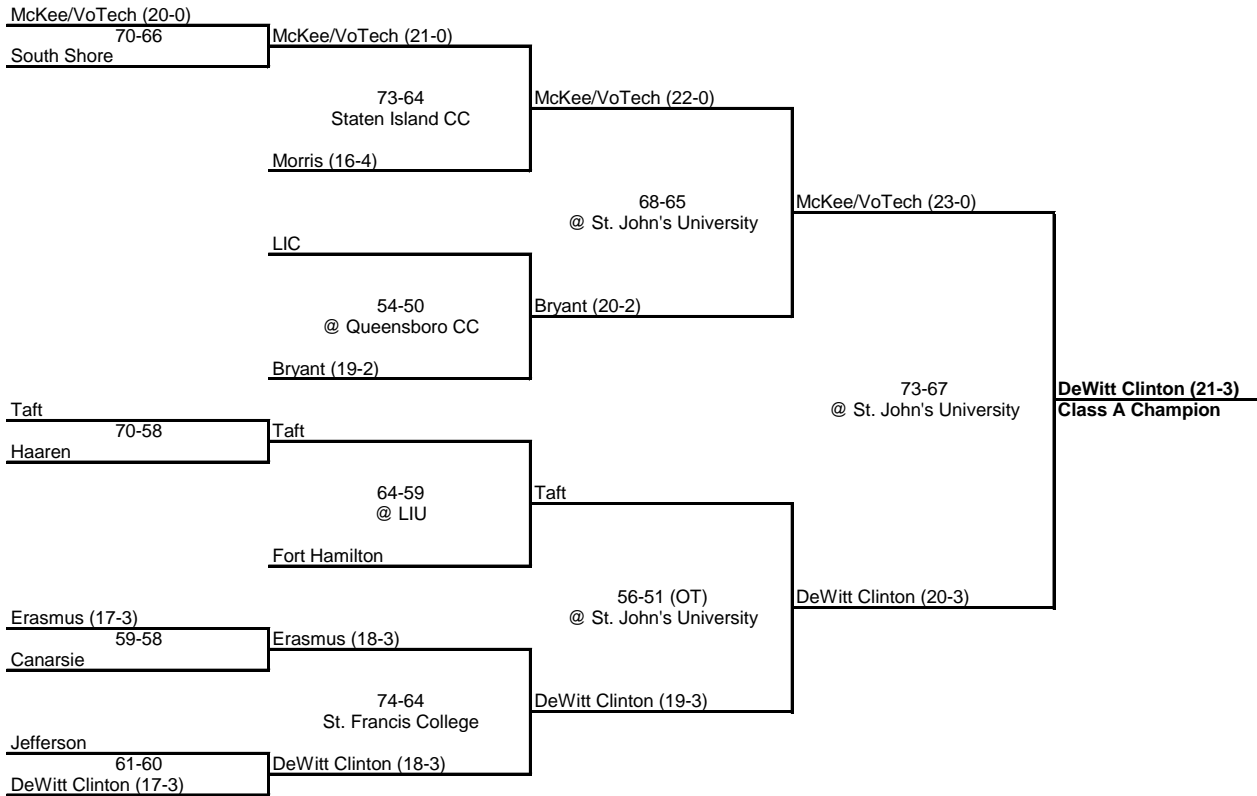 McKee/VoTech (20-0)
70-66
South Shore
McKee/VoTech (21-0)
73-64
Staten Island CC
Morris (16-4)
McKee/VoTech (22-0)
68-65
@ St. John's University
LIC
54-50
@ Queensboro CC
Bryant (19-2)
Bryant (20-2)
McKee/VoTech (23-0)
73-67
@ St. John's University
DeWitt Clinton (21-3)
Class A Champion
Taft
70-58
Haaren
Taft
64-59
@ LIU
Fort Hamilton
Taft
56-51 (OT)
@ St. John's University
DeWitt Clinton (20-3)
Erasmus (17-3)
59-58
Canarsie
Erasmus (18-3)
74-64
St. Francis College
DeWitt Clinton (19-3)
Jefferson
61-60
DeWitt Clinton (17-3)
DeWitt Clinton (18-3)